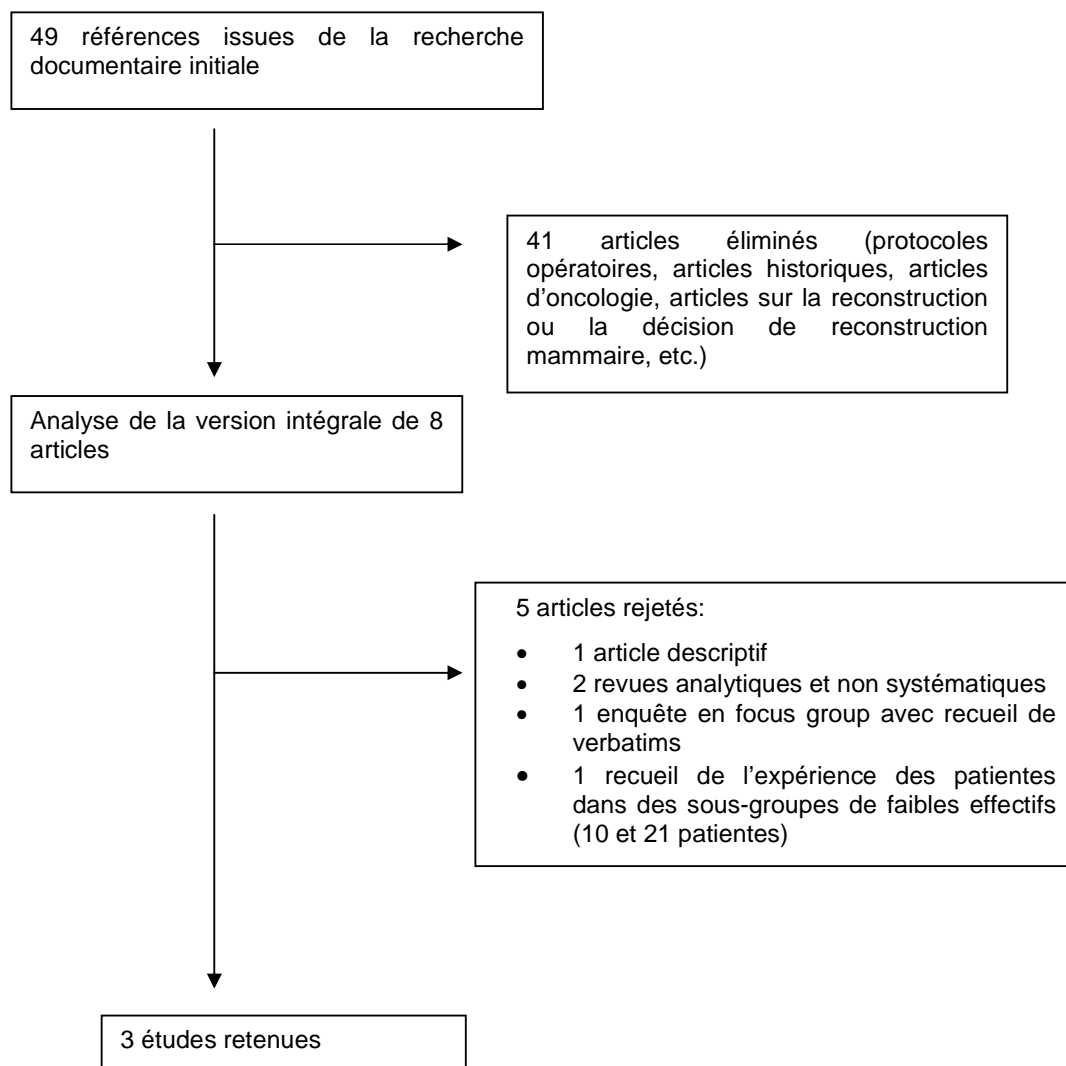 49 références issues de la recherche
documentaire initiale
41 articles éliminés (protocoles
opératoires, articles historiques, articles
d'oncologie, articles sur la reconstruction
ou la décision de reconstruction
mammaire, etc.)
Analyse de la version intégrale de 8
articles
5 articles rejetés:
• 1 article descriptif
• 2 revues analytiques et non systématiques
• 1 enquête en focus group avec recueil de
verbatims
• 1 recueil de l'expérience des patientes
dans des sous-groupes de faibles effectifs
(10 et 21 patientes)
3 études retenues